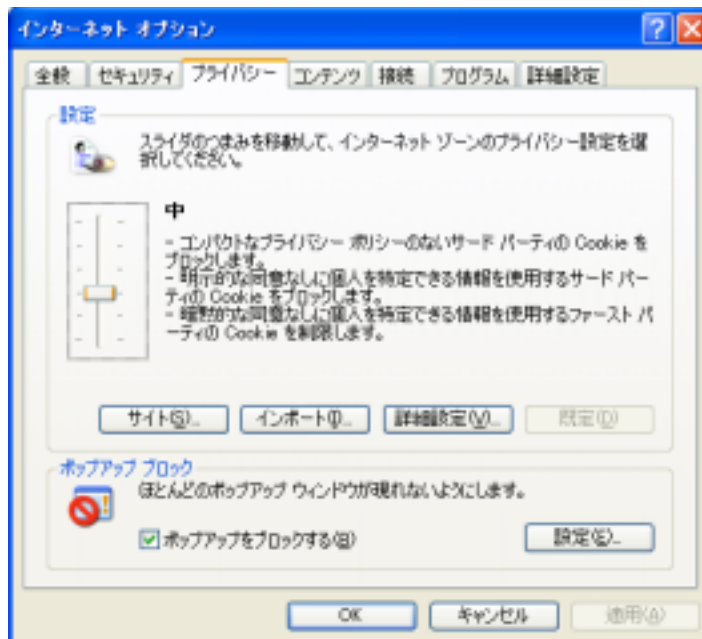 インターネット オプション
全般 セキュリティ プライバシー コンテンツ 接続 プログラム 詳細設定
設定
スライダのつまみを移動して、インターネット ゾーンのプライバシー設定を選
択してください。
中
- コンパクトなプライバシー ポリシーのないサード パーティの Cookie を
ブロックします。
- 明示的な同意なしに個人を特定できる情報を使用するサード パー
ティの Cookie をブロックします。
- 暗黙的な同意なしに個人を特定できる情報を使用するファースト パ
ーティの Cookie を制限します。
サイト(S)... インポート(I)... 詳細設定(V)... 既定(D)
ポップアップ ブロック
ほとんどのポップアップ ウィンドウが現れないようにします。
ポップアップをブロックする(B) 設定(E)...
OK キャンセル 適用(A)